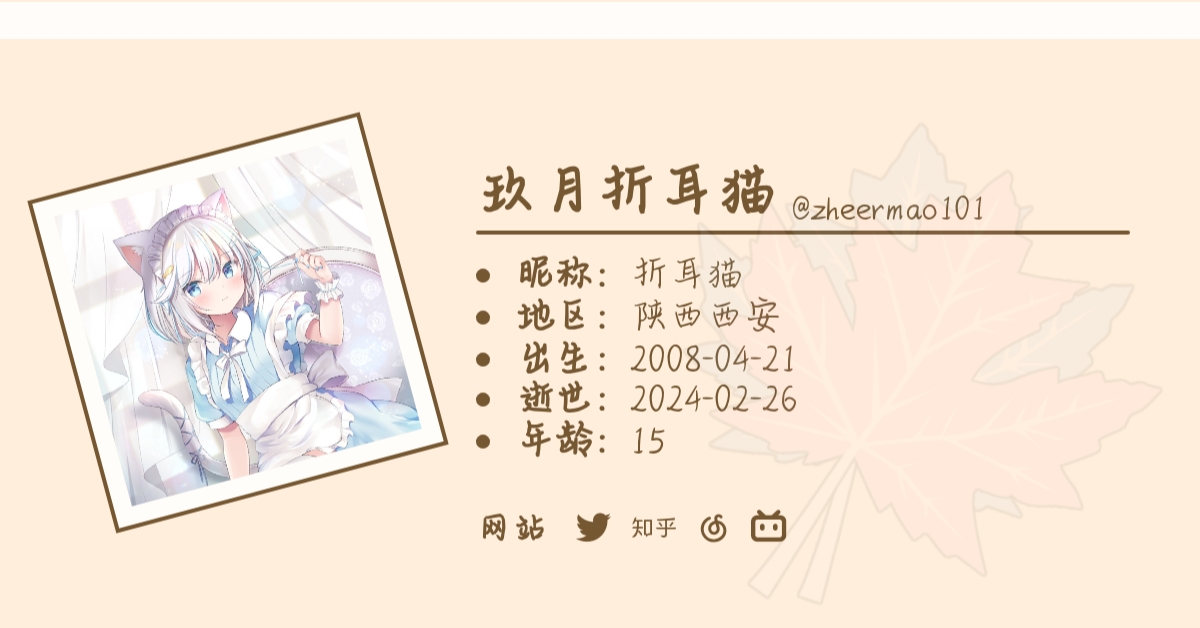 玖月折耳猫 @zheermao101
昵称： 折耳猫
地区： 陕西西安
出生： 2008-04-21
逝世： 2024-02-26
年龄： 15
网站 知乎